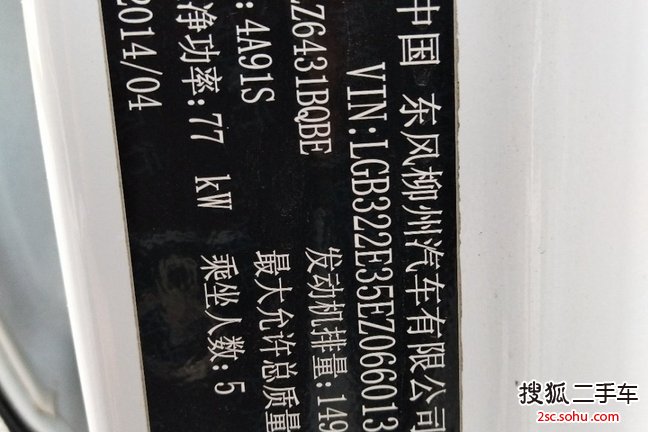 中国 东风柳州汽车有限公司
VIN:LGB322E35EZ066013
Z6431BQBE
发动机排量:149
:4A91S
最大允许总质量
净功率:77 kW
乘坐人数:5
2014/04
搜狐二手车
2sc.sohu.com